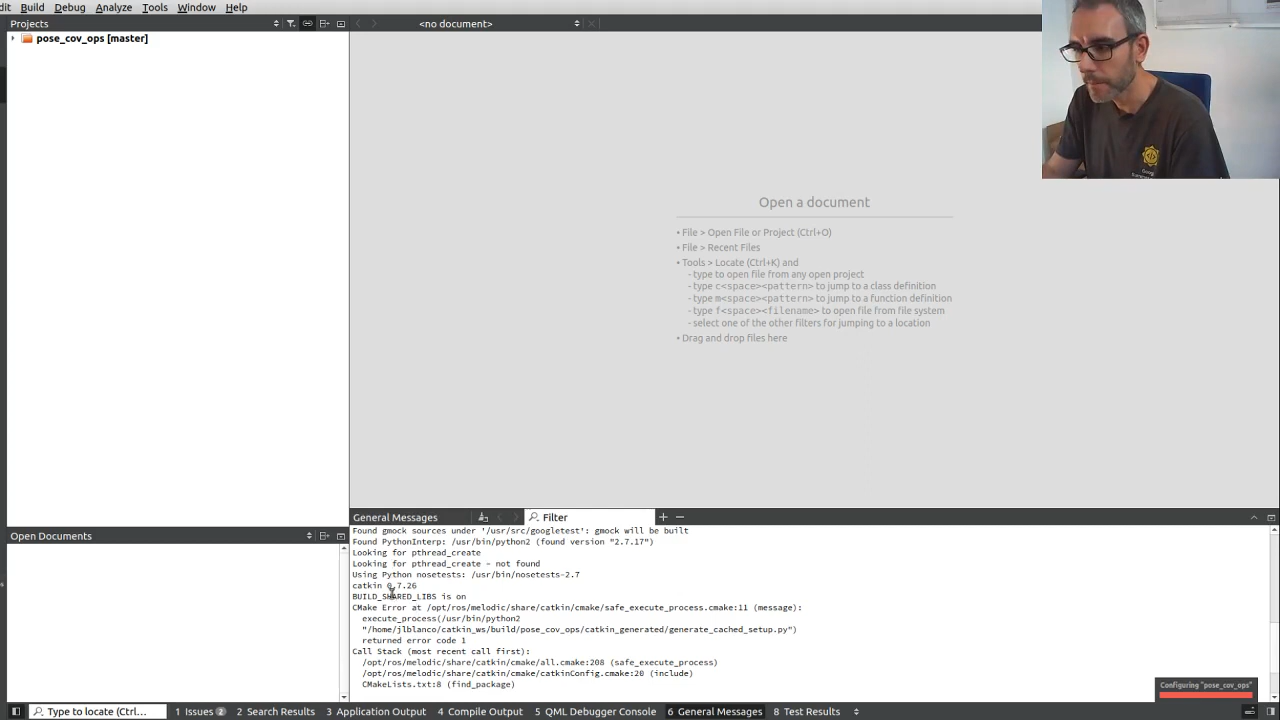 dit Build Debug Analyze Tools Window Help
Projects
<no document>
pose_cov_ops [master]
Open a document
• File > Open File or Project (Ctrl+O)
• File > Recent Files
• Tools > Locate (Ctrl+K) and
- type to open file from any open project
- type c<space><pattern> to jump to a class definition
- type m<space><pattern> to jump to a function definition
- type f<space><filename> to open file from file system
- select one of the other filters for jumping to a location
• Drag and drop files here
Open Documents
General Messages
Filter
Found gmock sources under '/usr/src/googletest': gmock will be built
Found PythonInterp: /usr/bin/python2 (found version "2.7.17")
Looking for pthread_create
Looking for pthread_create - not found
Using Python nosetests: /usr/bin/nosetests-2.7
catkin 0.7.26
BUILD_SHARED_LIBS is on
CMake Error at /opt/ros/melodic/share/catkin/cmake/safe_execute_process.cmake:11 (message):
execute_process(/usr/bin/python2
"/home/jlblanco/catkin_ws/build/pose_cov_ops/catkin_generated/generate_cached_setup.py")
returned error code 1
Call Stack (most recent call first):
/opt/ros/melodic/share/catkin/cmake/all.cmake:208 (safe_execute_process)
/opt/ros/melodic/share/catkin/cmake/catkinConfig.cmake:20 (include)
CMakeLists.txt:8 (find_package)
Configuring "pose_cov_ops"
Type to locate (Ctrl... 1 Issues 2 2 Search Results 3 Application Output 4 Compile Output 5 QML Debugger Console 6 General Messages 8 Test Results